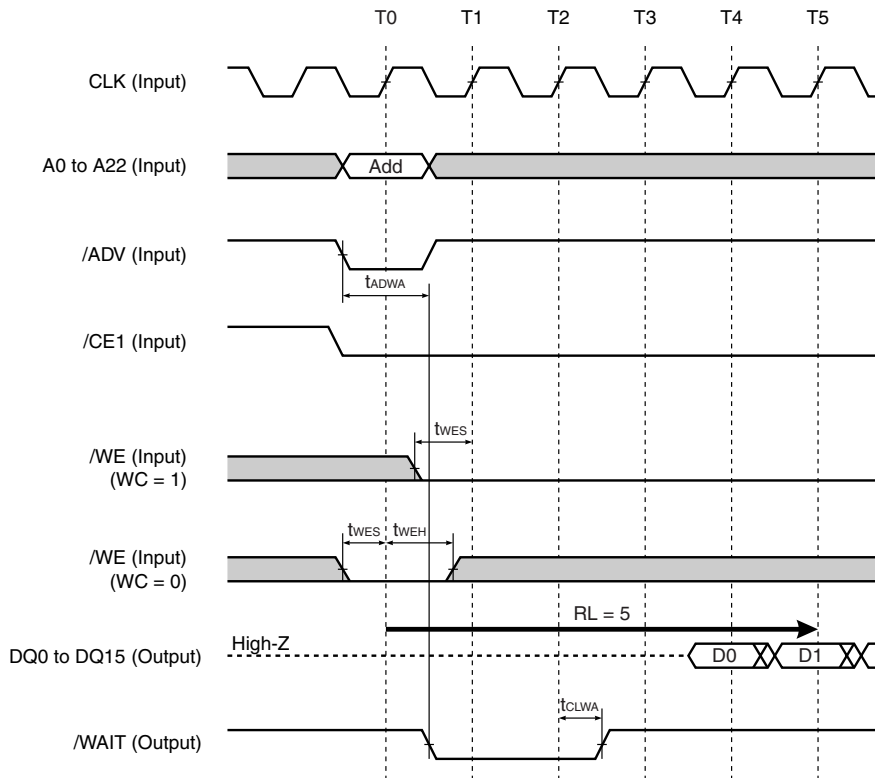 T0 T1 T2 T3 T4 T5
CLK (Input)
A0 to A22 (Input) Add
/ADV (Input)
tADWA
/CE1 (Input)
tWES
/WE (Input)
(WC = 1)
tWES tWEH
/WE (Input)
(WC = 0)
RL = 5
High-Z
DQ0 to DQ15 (Output) D0 D1
tCLWA
/WAIT (Output)